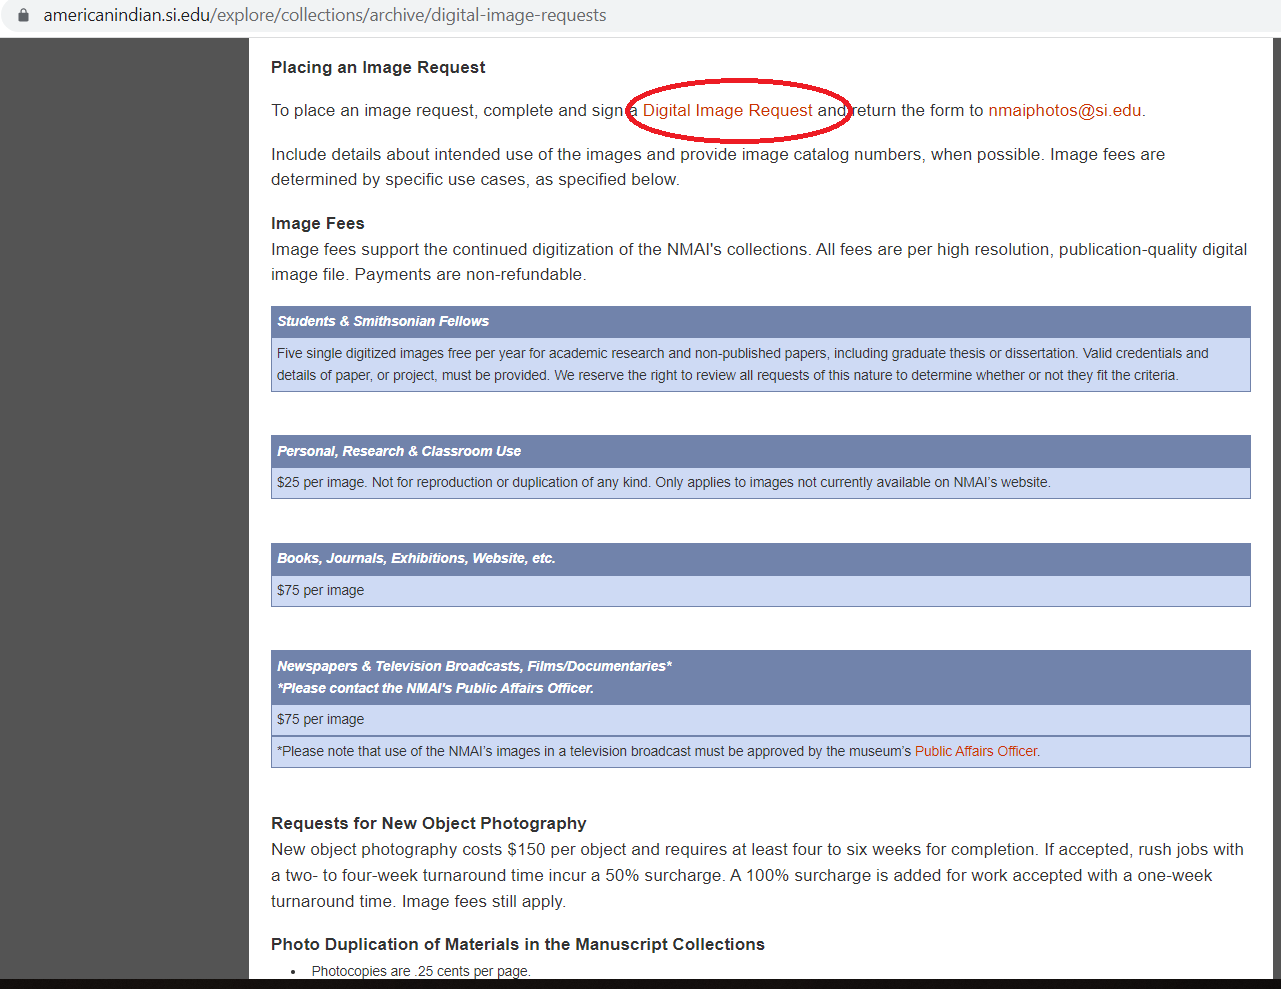 americanindian.si.edu/explore/collections/archive/digital-image-requests
Placing an Image Request
To place an image request, complete and sign a Digital Image Request and return the form to nmaiphotos@si.edu.
Include details about intended use of the images and provide image catalog numbers, when possible. Image fees are
determined by specific use cases, as specified below.
Image Fees
Image fees support the continued digitization of the NMAI's collections. All fees are per high resolution, publication-quality digital
image file. Payments are non-refundable.
Students & Smithsonian Fellows
Five single digitized images free per year for academic research and non-published papers, including graduate thesis or dissertation. Valid credentials and
details of paper, or project, must be provided. We reserve the right to review all requests of this nature to determine whether or not they fit the criteria.
Personal, Research & Classroom Use
$25 per image. Not for reproduction or duplication of any kind. Only applies to images not currently available on NMAI's website.
Books, Journals, Exhibitions, Website, etc.
$75 per image
Newspapers & Television Broadcasts, Films/Documentaries*
*Please contact the NMAI's Public Affairs Officer.
$75 per image
*Please note that use of the NMAI's images in a television broadcast must be approved by the museum's Public Affairs Officer.
Requests for New Object Photography
New object photography costs $150 per object and requires at least four to six weeks for completion. If accepted, rush jobs with
a two- to four-week turnaround time incur a 50% surcharge. A 100% surcharge is added for work accepted with a one-week
turnaround time. Image fees still apply.
Photo Duplication of Materials in the Manuscript Collections
• Photocopies are .25 cents per page.